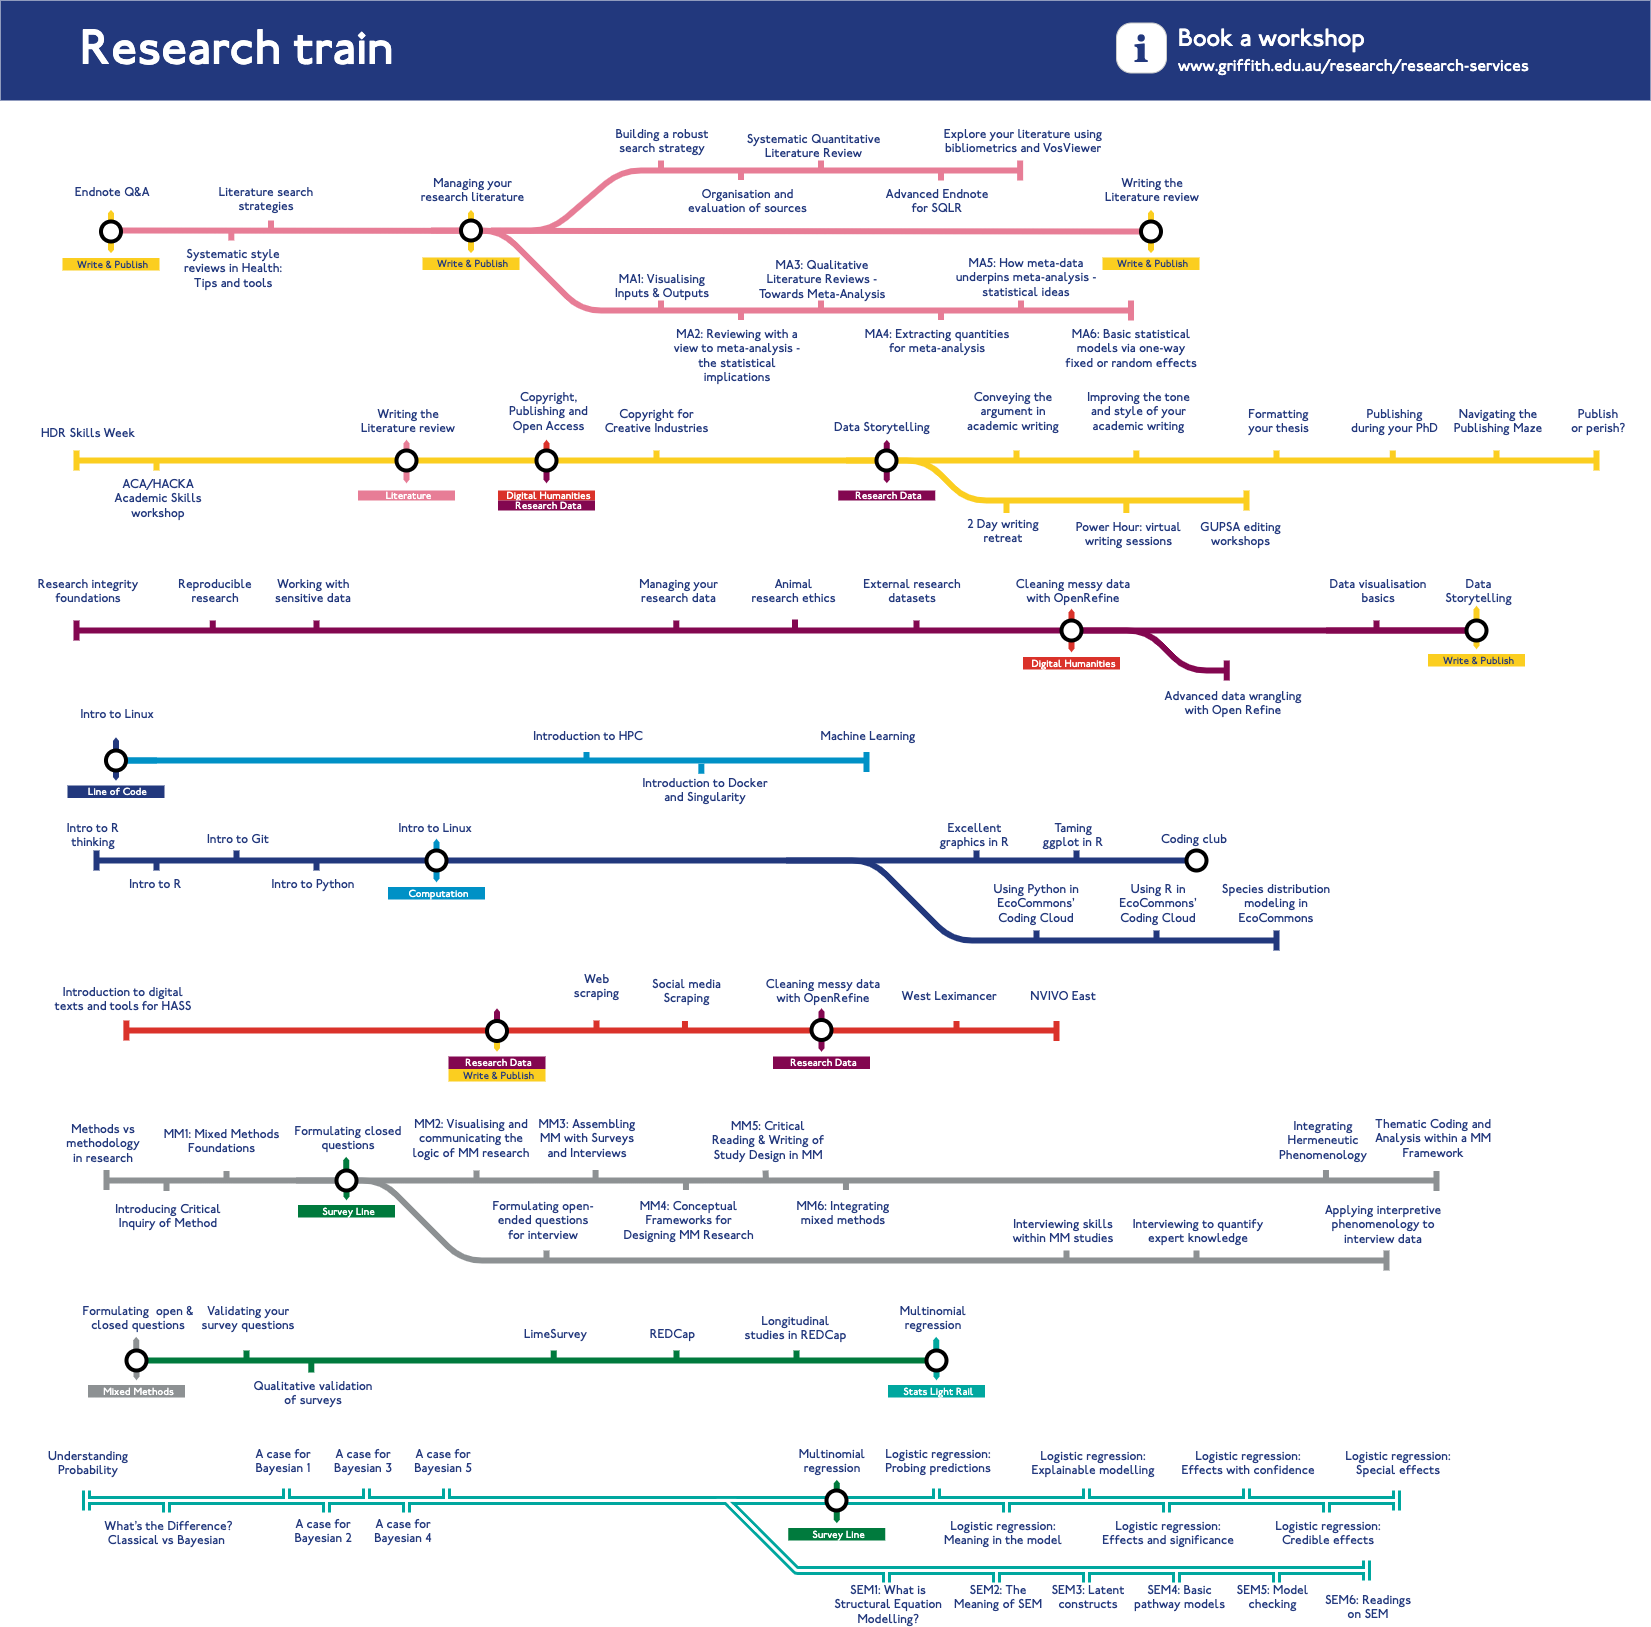 Research train
Book a workshop
www.griffith.edu.au/research/research-services
Building a robust
search strategy
Systematic Quantitative
Literature Review
Explore your literature using
bibliometrics and VosViewer
Endnote Q&A
Literature search
strategies
Managing your
research literature
Organisation and
evaluation of sources
Advanced Endnote
for SQLR
Writing the
Literature review
Write & Publish
Systematic style
reviews in Health:
Tips and tools
Write & Publish
Write & Publish
MA1: Visualising
Inputs & Outputs
MA3: Qualitative
Literature Reviews -
Towards Meta-Analysis
MA5: How meta-data
underpins meta-analysis -
statistical ideas
MA2: Reviewing with a
view to meta-analysis -
the statistical
implications
MA4: Extracting quantities
for meta-analysis
MA6: Basic statistical
models via one-way
fixed or random effects
HDR Skills Week
Writing the
Literature review
Copyright,
Publishing and
Open Access
Copyright for
Creative Industries
Data Storytelling
Conveying the
argument in
academic writing
Improving the tone
and style of your
academic writing
Formatting
your thesis
Publishing
during your PhD
Navigating the
Publishing Maze
Publish
or perish?
ACA/HACKA
Academic Skills
workshop
Literature
Digital Humanities
Research Data
Research Data
2 Day writing
retreat
Power Hour: virtual
writing sessions
GUPSA editing
workshops
Research integrity
foundations
Reproducible
research
Working with
sensitive data
Managing your
research data
Animal
research ethics
External research
datasets
Cleaning messy data
with OpenRefine
Data visualisation
basics
Data
Storytelling
Digital Humanities
Write & Publish
Advanced data wrangling
with Open Refine
Intro to Linux
Introduction to HPC
Machine Learning
Line of Code
Introduction to Docker
and Singularity
Intro to R
thinking
Intro to Git
Intro to Linux
Excellent
graphics in R
Taming
ggplot in R
Coding club
Intro to R
Intro to Python
Computation
Using Python in
EcoCommons'
Coding Cloud
Using R in
EcoCommons'
Coding Cloud
Species distribution
modeling in
EcoCommons
Introduction to digital
texts and tools for HASS
Web
scraping
Social media
Scraping
Cleaning messy data
with OpenRefine
West Leximancer
NVIVO East
Research Data
Write & Publish
Research Data
Methods vs
methodology
in research
MM1: Mixed Methods
Foundations
Formulating closed
questions
MM2: Visualising and
communicating the
logic of MM research
MM3: Assembling
MM with Surveys
and Interviews
MM5: Critical
Reading & Writing of
Study Design in MM
Integrating
Hermeneutic
Phenomenology
Thematic Coding and
Analysis within a MM
Framework
Introducing Critical
Inquiry of Method
Survey Line
Formulating open-
ended questions
for interview
MM4: Conceptual
Frameworks for
Designing MM Research
MM6: Integrating
mixed methods
Interviewing skills
within MM studies
Interviewing to quantify
expert knowledge
Applying interpretive
phenomenology to
interview data
Formulating  open &
closed questions
Validating your
survey questions
LimeSurvey
REDCap
Longitudinal
studies in REDCap
Multinomial
regression
Mixed Methods
Qualitative validation
of surveys
Stats Light Rail
Understanding
Probability
A case for
Bayesian 1
A case for
Bayesian 3
A case for
Bayesian 5
Multinomial
regression
Logistic regression:
Probing predictions
Logistic regression:
Explainable modelling
Logistic regression:
Effects with confidence
Logistic regression:
Special effects
What's the Difference?
Classical vs Bayesian
A case for
Bayesian 2
A case for
Bayesian 4
Survey Line
Logistic regression:
Meaning in the model
Logistic regression:
Effects and significance
Logistic regression:
Credible effects
SEM1: What is
Structural Equation
Modelling?
SEM2: The
Meaning of SEM
SEM3: Latent
constructs
SEM4: Basic
pathway models
SEM5: Model
checking
SEM6: Readings
on SEM